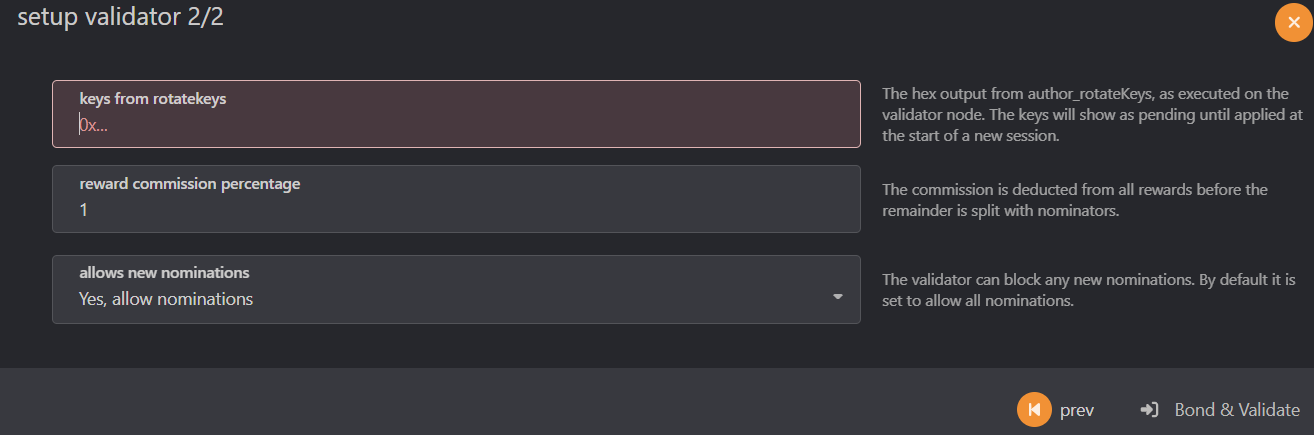 setup validator 2/2
keys from rotatekeys
0x...
The hex output from author_rotateKeys, as executed on the
validator node. The keys will show as pending until applied at
the start of a new session.
reward commission percentage
1
The commission is deducted from all rewards before the
remainder is split with nominators.
allows new nominations
Yes, allow nominations
The validator can block any new nominations. By default it is
set to allow all nominations.
prev
Bond & Validate